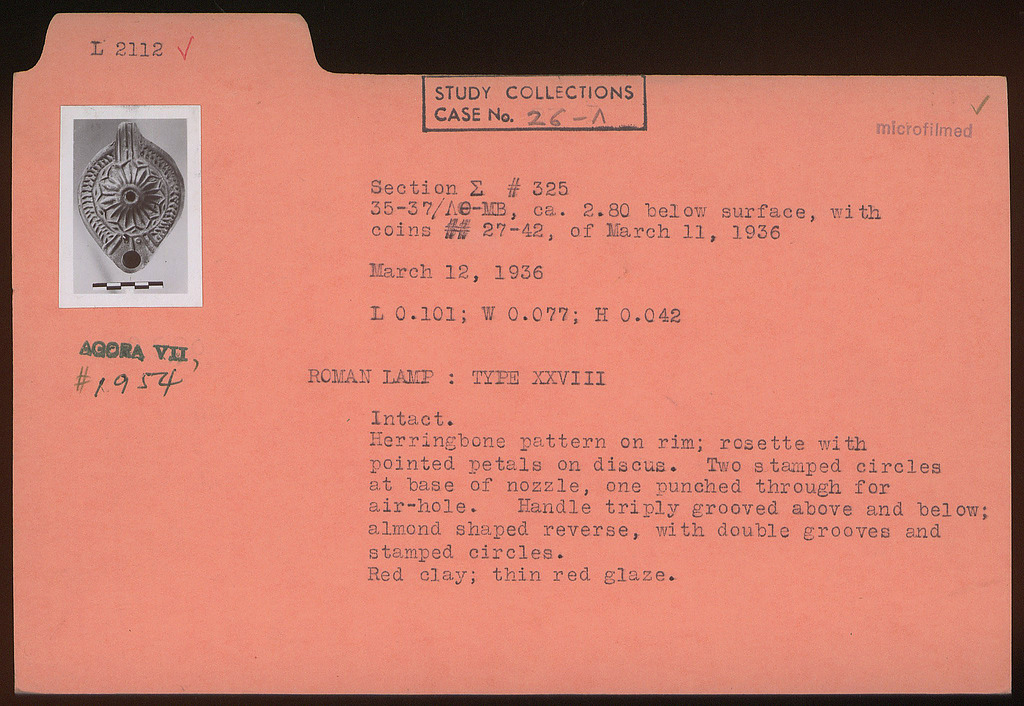 L 2112 ✓
STUDY COLLECTIONS
CASE No. 26-Λ
microfilmed ✓
Section Σ # 325
35-37/ΛΘ-MB, ca. 2.80 below surface, with
coins ## 27-42, of March 11, 1936
March 12, 1936
L 0.101; W 0.077; H 0.042
AGORA VII,
#1954
ROMAN LAMP : TYPE XXVIII
Intact.
Herringbone pattern on rim; rosette with
pointed petals on discus. Two stamped circles
at base of nozzle, one punched through for
air-hole. Handle triply grooved above and below;
almond shaped reverse, with double grooves and
stamped circles.
Red clay; thin red glaze.